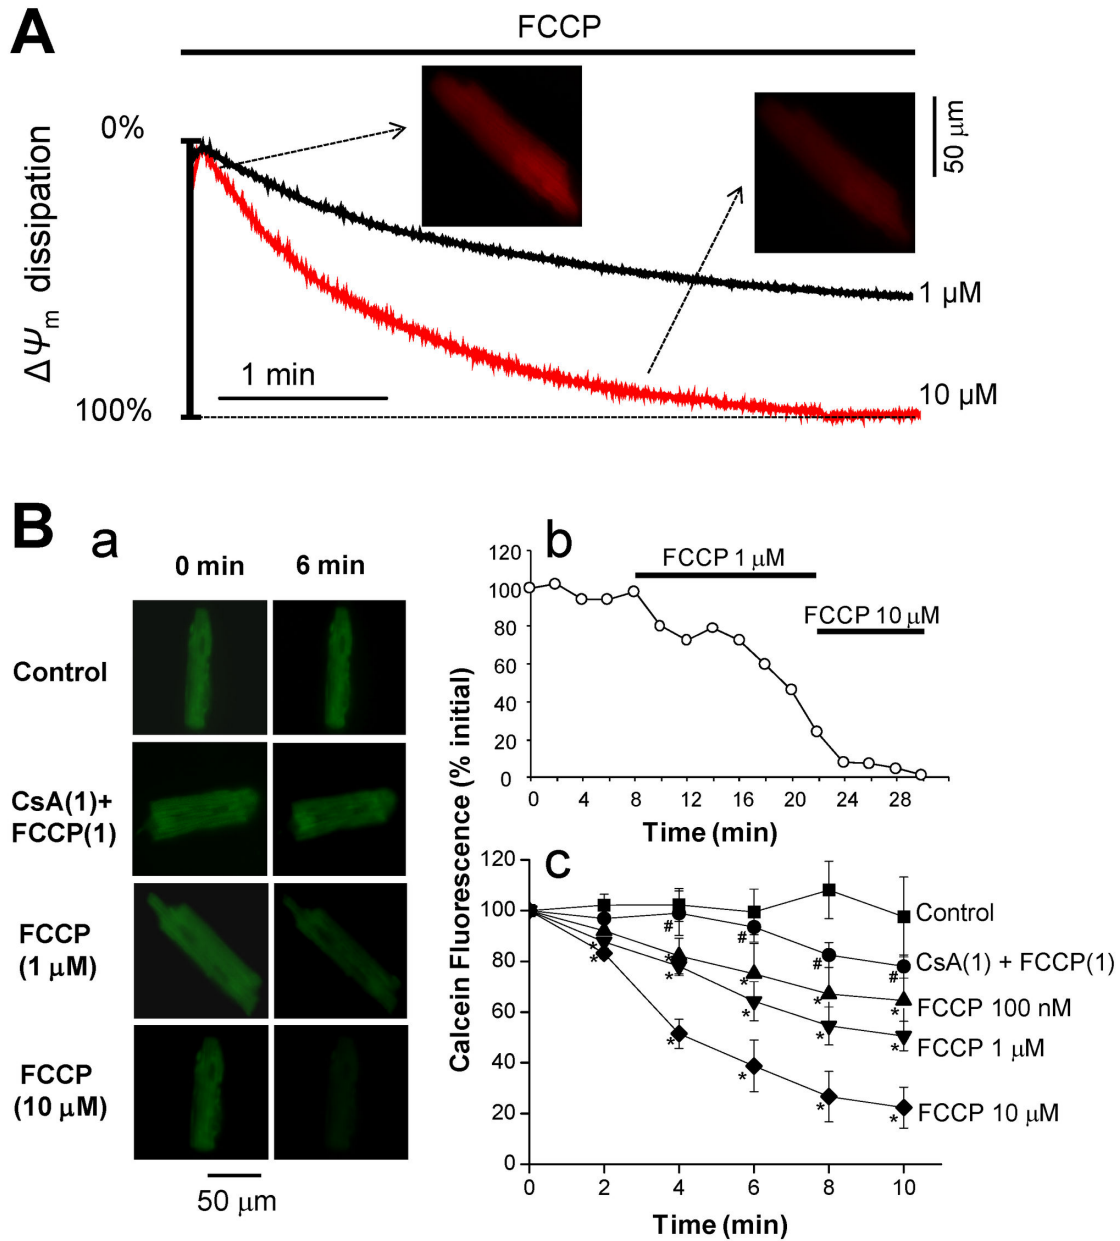 A
FCCP
0%
50 μm
ΔΨm dissipation
1 μM
1 min
10 μM
100%
B
a
0 min 6 min
Control
CsA(1)+
FCCP(1)
FCCP
(1 μM)
FCCP
(10 μM)
50 μm
b
120
100
80
60
40
20
0
FCCP 1 μM
FCCP 10 μM
0 4 8 12 16 20 24 28
Time (min)
Calcein Fluorescence (% initial)
c
120
100
80
60
40
20
0
# # # #
* * * * * * * * * * * * * *
Control
CsA(1) + FCCP(1)
FCCP 100 nM
FCCP 1 μM
FCCP 10 μM
0 2 4 6 8 10
Time (min)